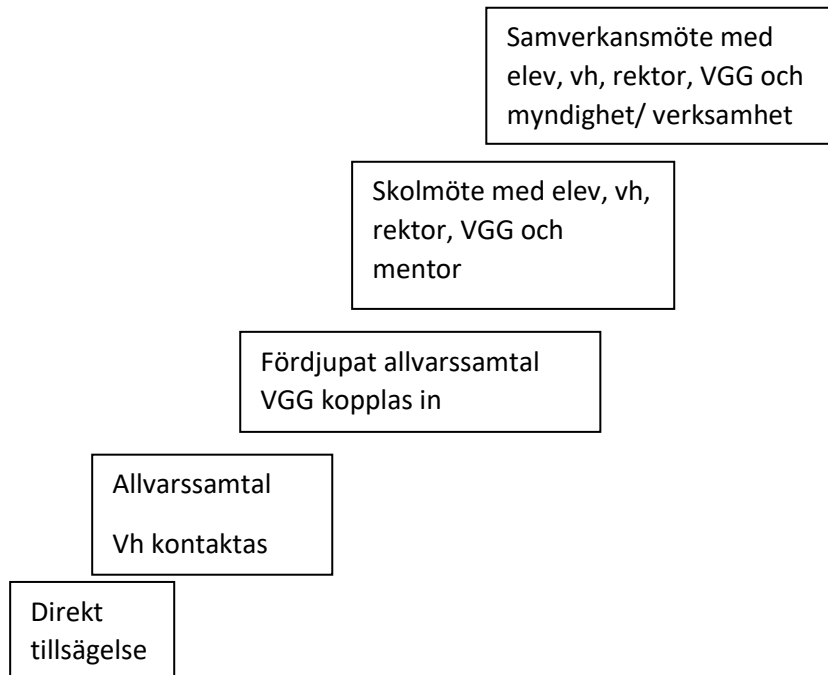 Samverkansmöte med
elev, vh, rektor, VGG och
myndighet/ verksamhet
Skolmöte med elev, vh,
rektor, VGG och
mentor
Fördjupat allvarssamtal
VGG kopplas in
Allvarssamtal
Vh kontaktas
Direkt
tillsägelse